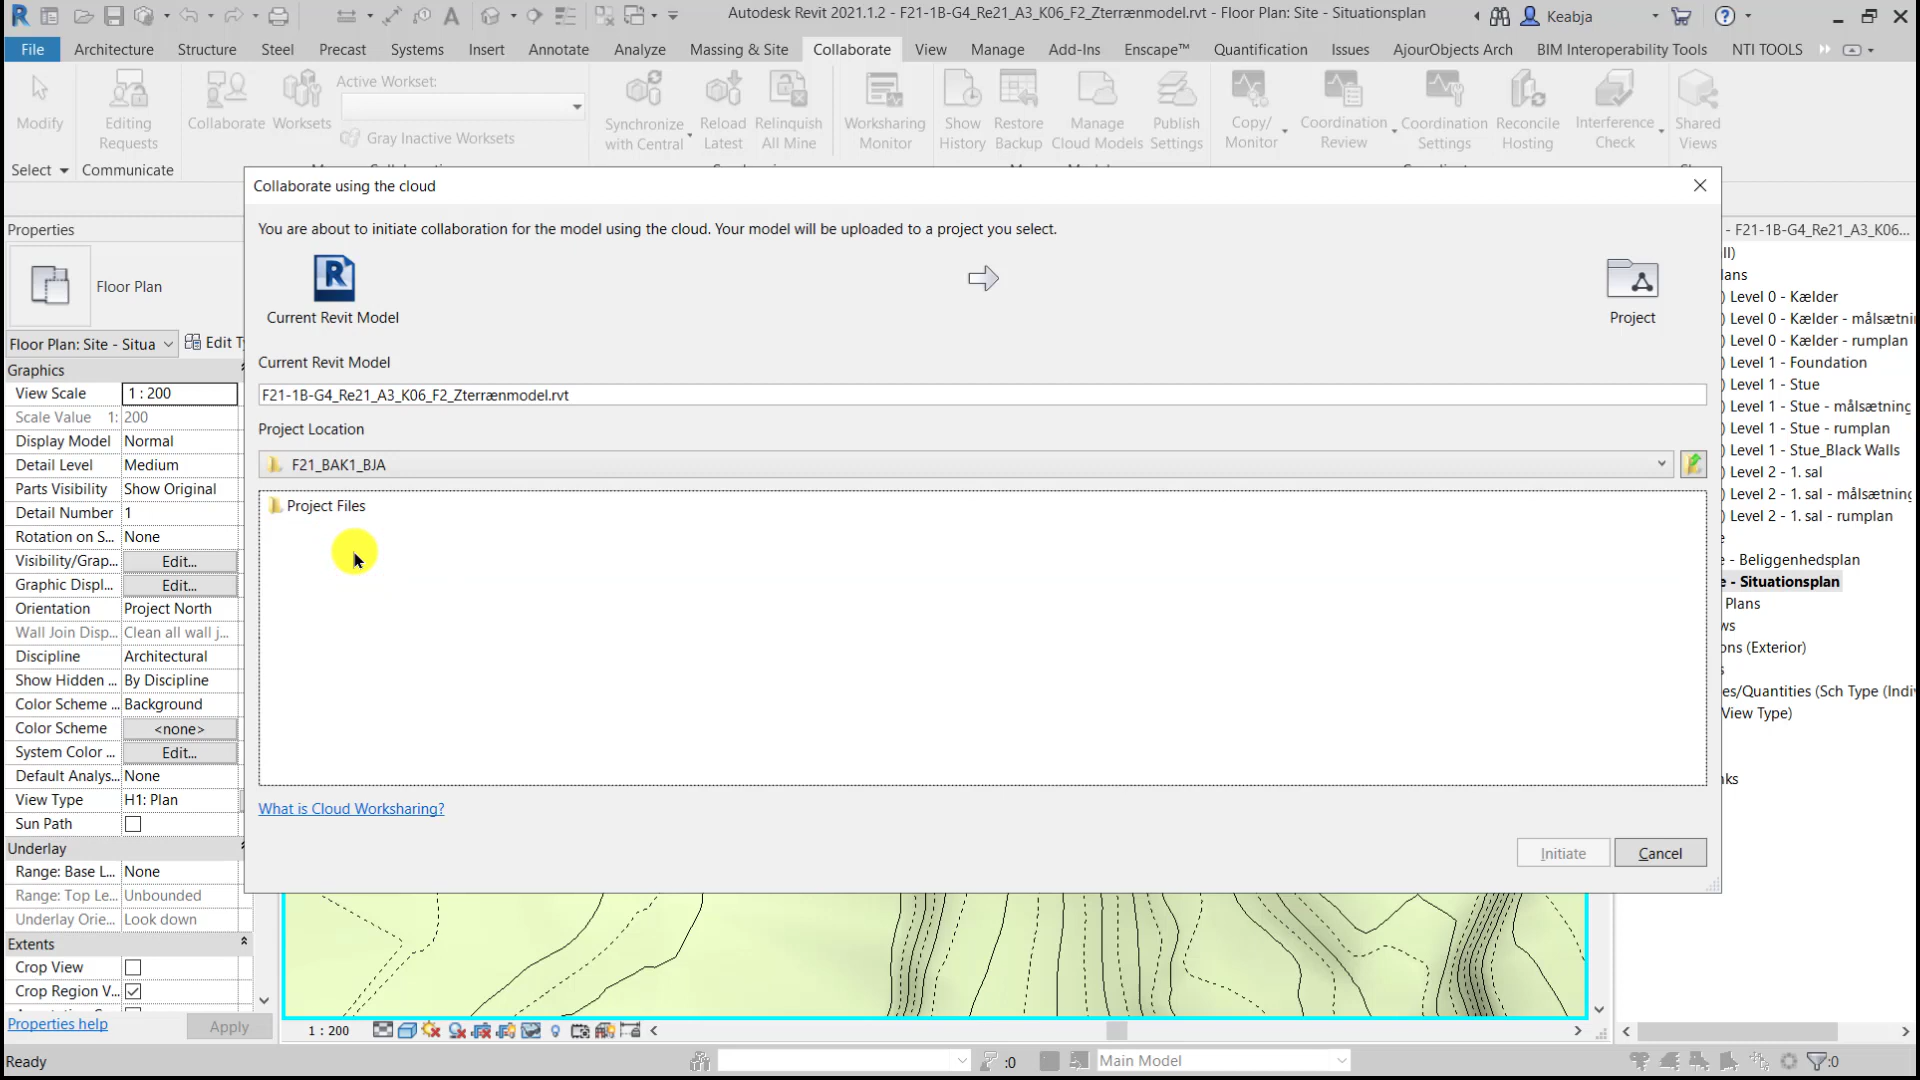 Autodesk Revit 2021.1.2 - F21-1B-G4_Re21_A3_K06_F2_Zterrænmodel.rvt - Floor Plan: Site - Situationsplan
Keabja
File Architecture Structure Steel Precast Systems Insert Annotate Analyze Massing & Site Collaborate View Manage Add-Ins Enscape™ Quantification Issues AjourObjects Arch BIM Interoperability Tools NTI TOOLS
Modify
Editing Requests
Collaborate
Worksets
Active Workset:
Gray Inactive Worksets
Synchronize with Central
Reload Latest
Relinquish All Mine
Worksharing Monitor
Show History
Restore Backup
Manage Cloud Models
Publish Settings
Copy/ Monitor
Coordination Review
Coordination Settings
Reconcile Hosting
Interference Check
Shared Views
Select
Communicate
Collaborate using the cloud
You are about to initiate collaboration for the model using the cloud. Your model will be uploaded to a project you select.
Current Revit Model
Project
Current Revit Model
F21-1B-G4_Re21_A3_K06_F2_Zterrænmodel.rvt
Project Location
F21_BAK1_BJA
Project Files
What is Cloud Worksharing?
Initiate
Cancel
Properties
Floor Plan
Floor Plan: Site - Situa
Edit T
Graphics
View Scale 1 : 200
Scale Value 1: 200
Display Model Normal
Detail Level Medium
Parts Visibility Show Original
Detail Number 1
Rotation on S... None
Visibility/Grap... Edit...
Graphic Displ... Edit...
Orientation Project North
Wall Join Disp... Clean all wall j...
Discipline Architectural
Show Hidden ... By Discipline
Color Scheme ... Background
Color Scheme <none>
System Color ... Edit...
Default Analys... None
View Type H1: Plan
Sun Path
Underlay
Range: Base L... None
Range: Top Le... Unbounded
Underlay Orie... Look down
Extents
Crop View
Crop Region V...
Properties help
Apply
- F21-1B-G4_Re21_A3_K06...
ll)
lans
) Level 0 - Kælder
) Level 0 - Kælder - målsætni
) Level 0 - Kælder - rumplan
) Level 1 - Foundation
) Level 1 - Stue
) Level 1 - Stue - målsætning
) Level 1 - Stue - rumplan
) Level 1 - Stue_Black Walls
) Level 2 - 1. sal
) Level 2 - 1. sal - målsætning
) Level 2 - 1. sal - rumplan
e
e - Beliggenhedsplan
e - Situationsplan
Plans
ws
ons (Exterior)
s
es/Quantities (Sch Type (Indi
View Type)
nks
1 : 200
Ready
:0
Main Model
:0